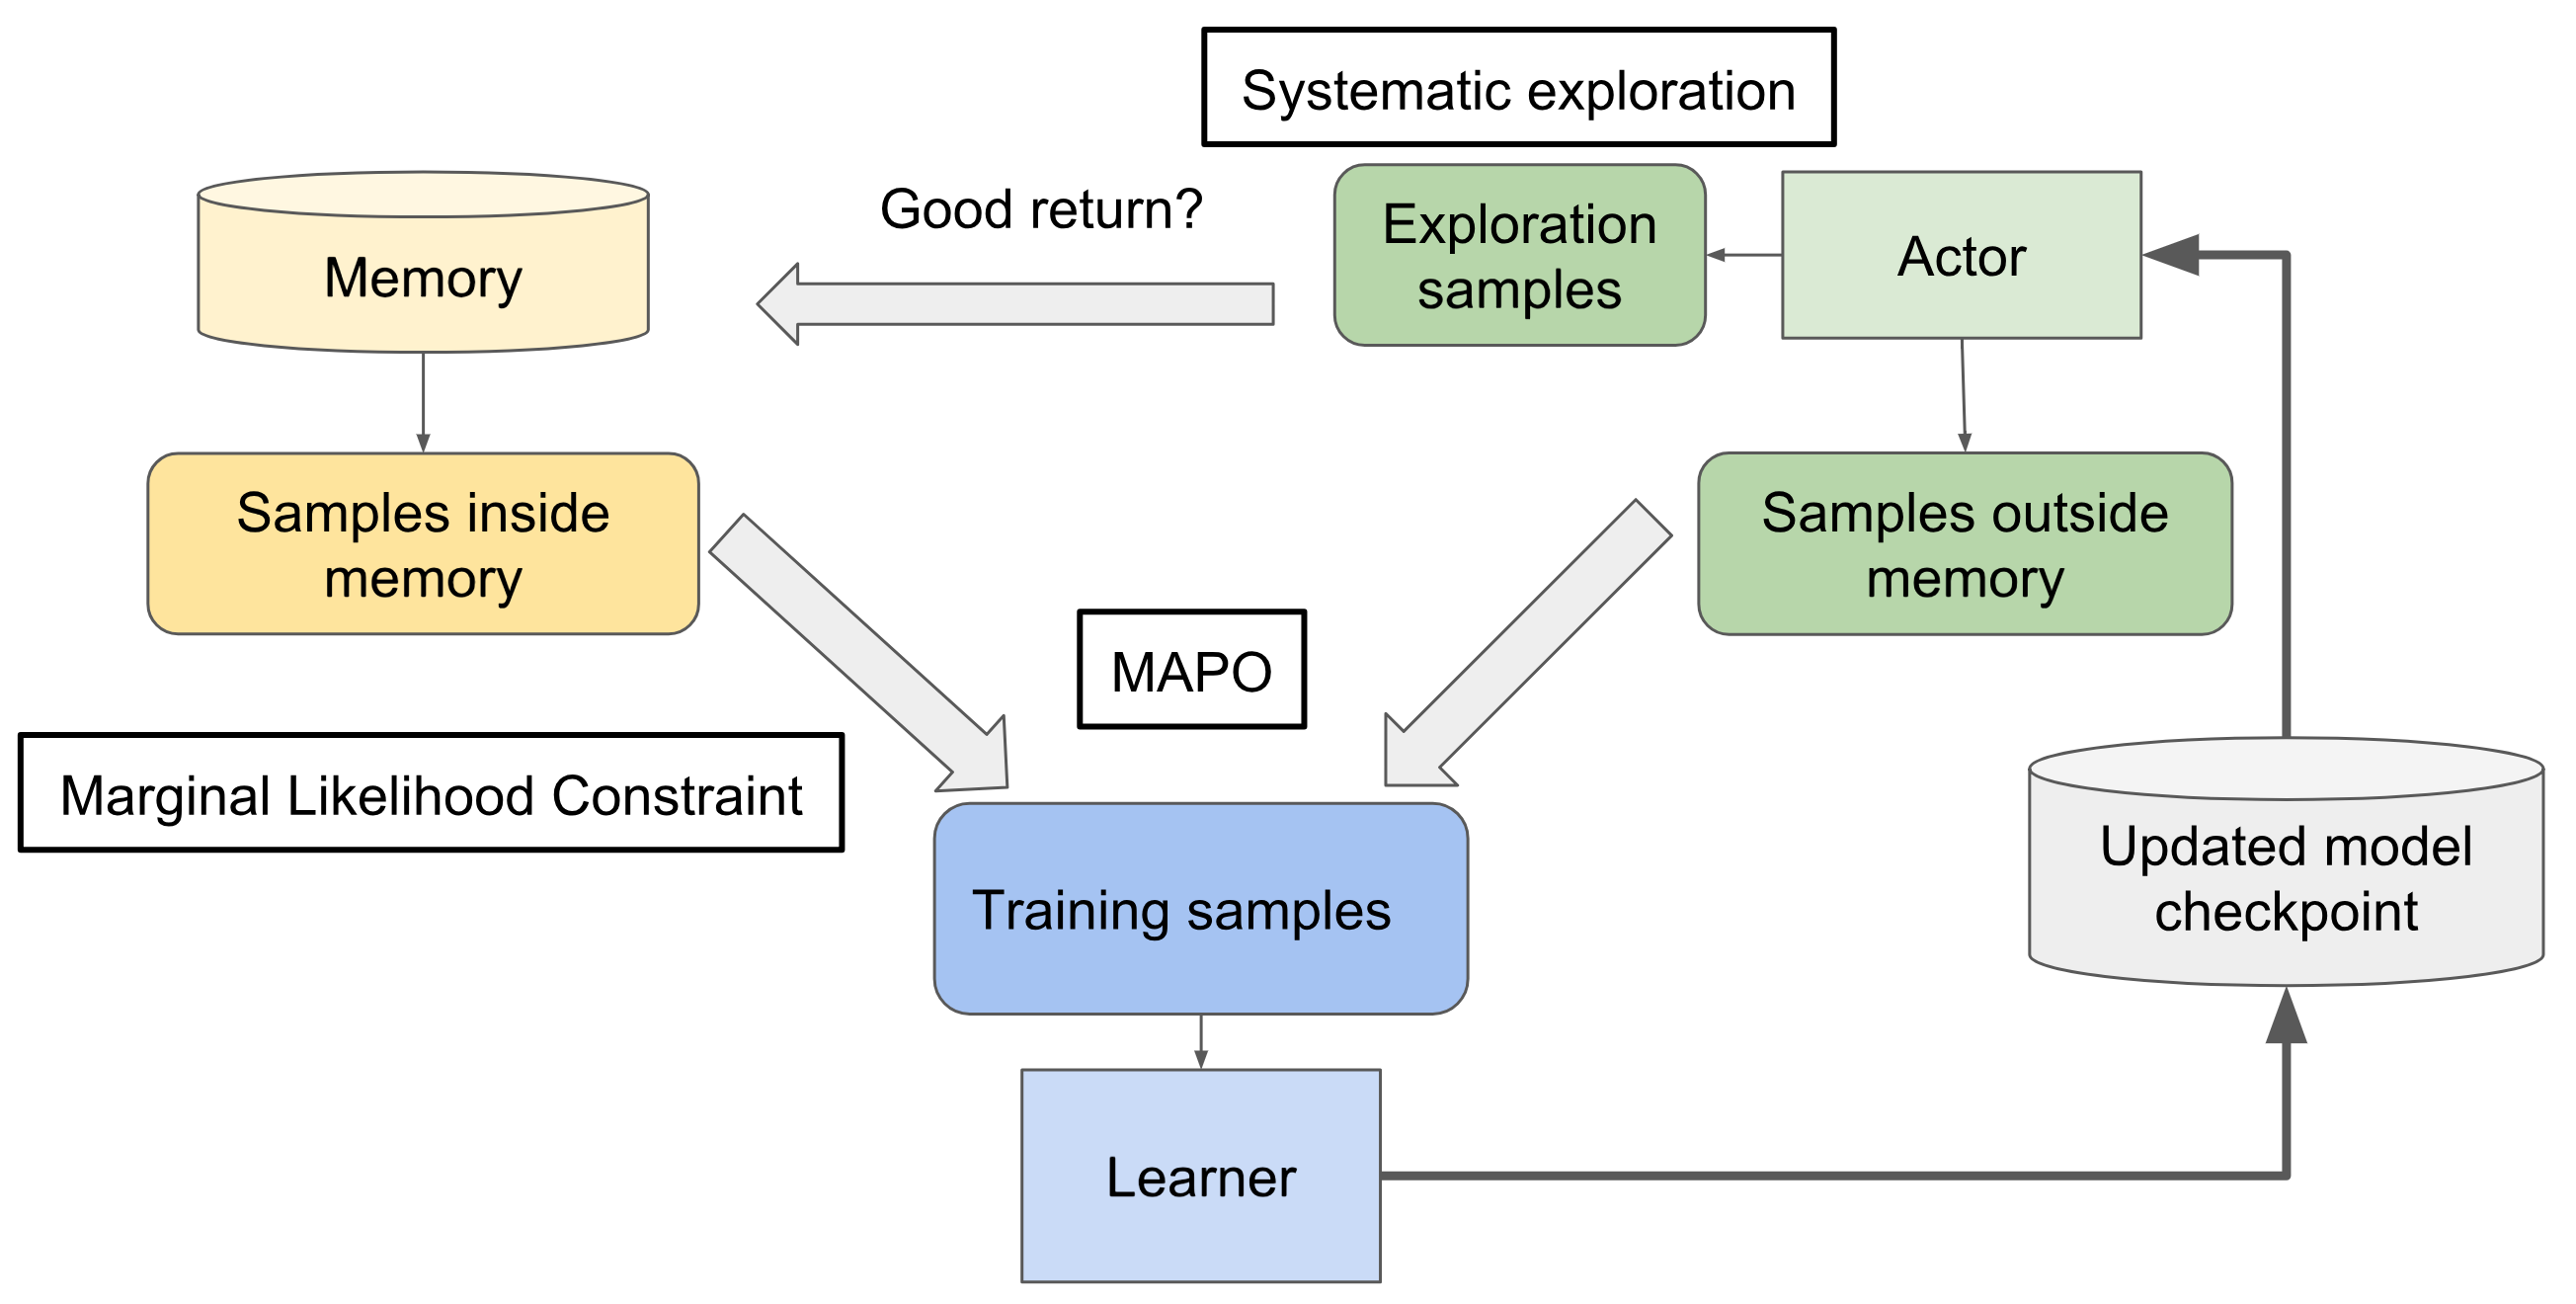 Systematic exploration
Good return?
Exploration
samples
Actor
Memory
Samples inside
memory
Samples outside
memory
MAPO
Marginal Likelihood Constraint
Training samples
Updated model
checkpoint
Learner